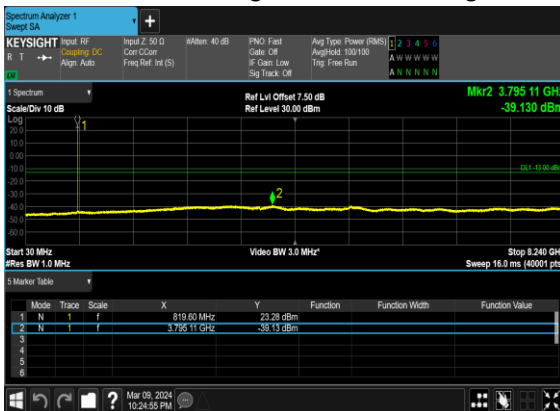 Spectrum Analyzer 1
Swept SA
KEYSIGHT Input: RF Input Z: 50 Ω #Atten: 40 dB PNO: Fast Avg Type: Power (RMS) 1 2 3 4 5 6
R T Coupling: DC Corr CCorr Gate: Off Avg|Hold: 100/100 A W W W W W
Align: Auto Freq Ref: Int (S) IF Gain: Low Trig: Free Run
Sig Track: Off A N N N N N
LV
1 Spectrum Ref Lvl Offset 7.50 dB Mkr2 3.795 11 GHz
Scale/Div 10 dB Ref Level 30.00 dBm -39.130 dBm
Log
20.0 1
10.0
0.00
-10.0 DL1 -13.00 dBm
-20.0
-30.0 2
-40.0
-50.0
-60.0
Start 30 MHz Video BW 3.0 MHz* Stop 8.240 GHz
#Res BW 1.0 MHz Sweep 16.0 ms (40001 pts)
5 Marker Table
Mode Trace Scale X Y Function Function Width Function Value
1 N 1 f 819.60 MHz 23.28 dBm
2 N 1 f 3.795 11 GHz -39.13 dBm
3
4
5
6
? Mar 09, 2024
10:24:55 PM